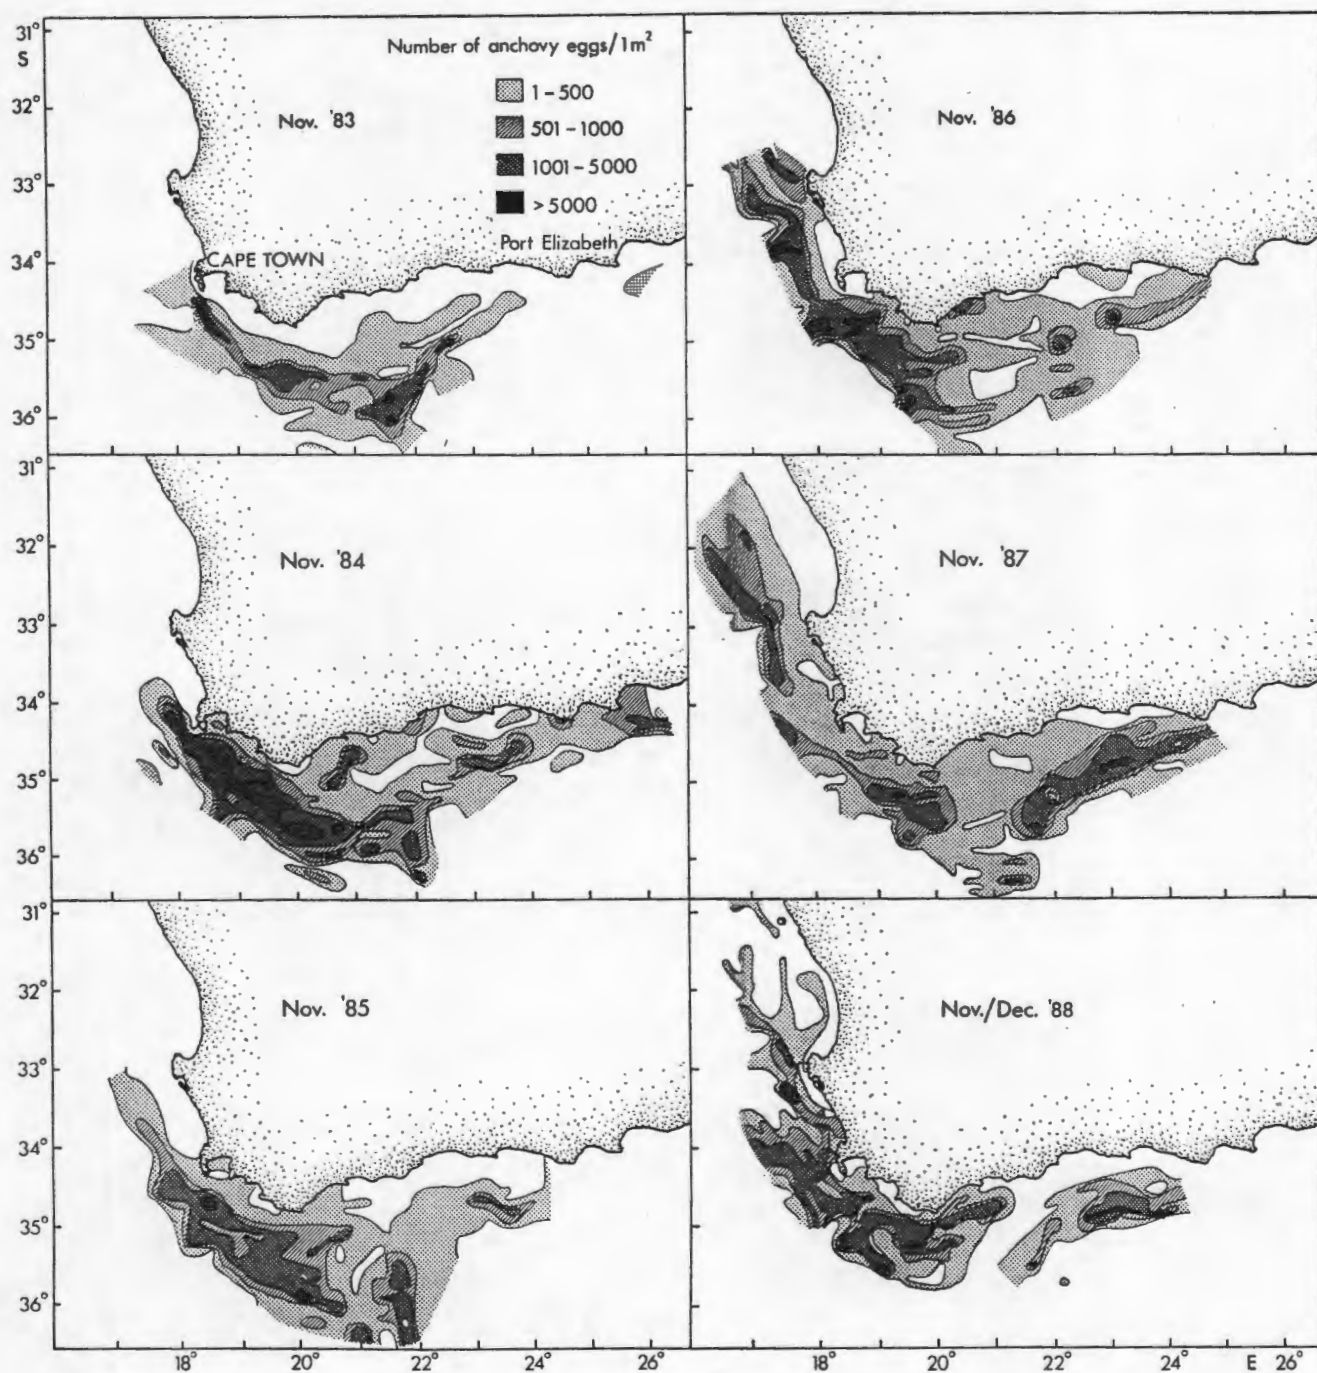 31°
S
32°
33°
34°
35°
36°
Number of anchovy eggs/1m²
1-500
501-1000
1001-5000
>5000
Nov. '83
Port Elizabeth
CAPE TOWN
Nov. '86
31°
32°
33°
34°
35°
36°
Nov. '84
Nov. '87
31°
32°
33°
34°
35°
36°
Nov. '85
Nov./Dec. '88
18° 20° 22° 24° 26° 18° 20° 22° 24° E 26°